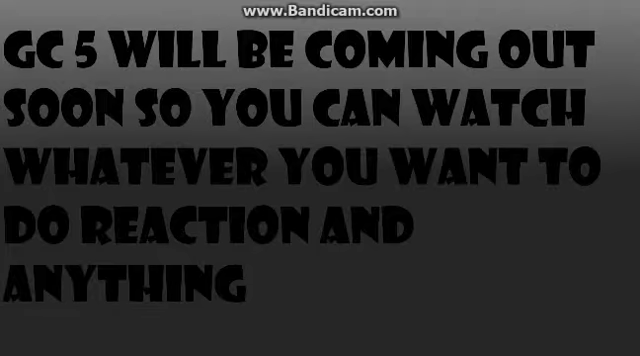 www.Bandicam.com
GC 5 WILL BE COMING OUT
SOON SO YOU CAN WATCH
WHATEVER YOU WANT TO
DO REACTION AND
ANYTHING